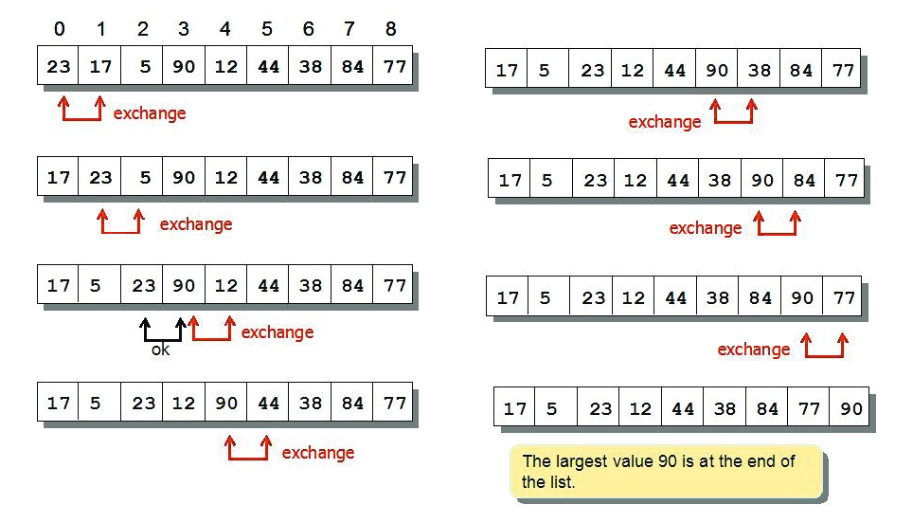 0 1 2 3 4 5 6 7 8
23 17 5 90 12 44 38 84 77
exchange
17 23 5 90 12 44 38 84 77
exchange
17 5 23 90 12 44 38 84 77
ok
exchange
17 5 23 12 90 44 38 84 77
exchange
17 5 23 12 44 90 38 84 77
exchange
17 5 23 12 44 38 90 84 77
exchange
17 5 23 12 44 38 84 90 77
exchange
17 5 23 12 44 38 84 77 90
The largest value 90 is at the end of
the list.